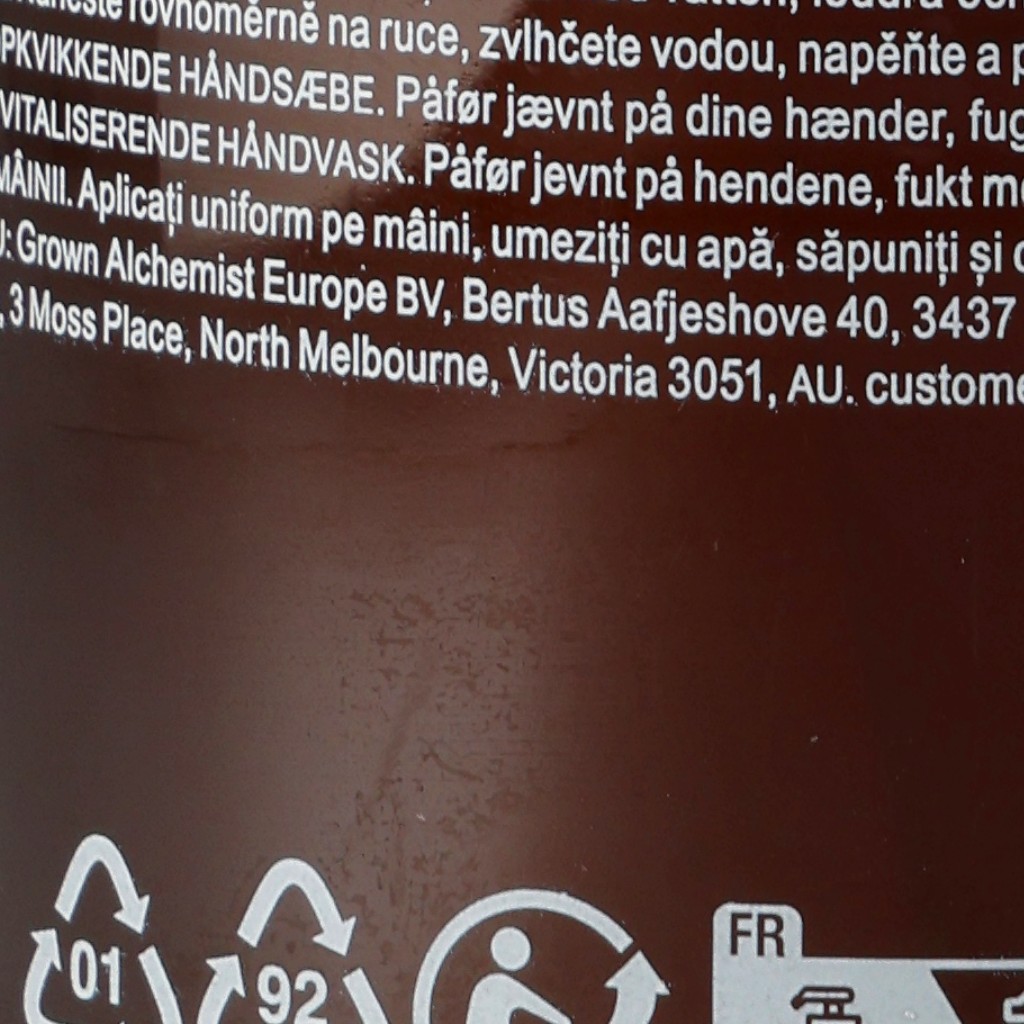 rovnoměrně na ruce, zvlhčete vodou, napěňte a
OPKVIKKENDE HÅNDSÆBE. Påfør jævnt på dine hænder,
VITALISERENDE HÅNDVASK. Påfør jevnt på hendene, fukt
MÂINII. Aplicați uniform pe mâini, umeziți cu apă, săpuniți și
Grown Alchemist Europe BV, Bertus Aafjeshove 40, 3437
, 3 Moss Place, North Melbourne, Victoria 3051, AU. custome
01
92
FR